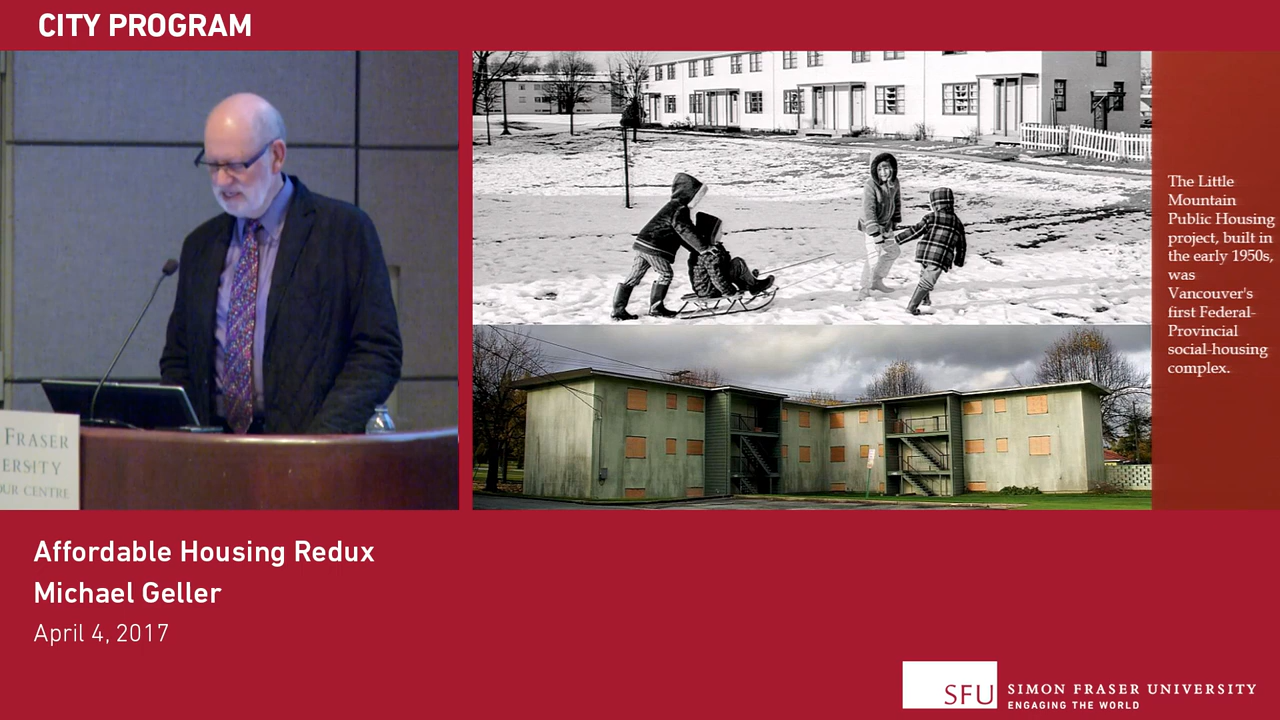 CITY PROGRAM
FRASER
ERSITY
OUR CENTRE
The Little
Mountain
Public Housing
project, built in
the early 1950s,
was
Vancouver's
first Federal-
Provincial
social-housing
complex.
Affordable Housing Redux
Michael Geller
April 4, 2017
SFU
SIMON FRASER UNIVERSITY
ENGAGING THE WORLD